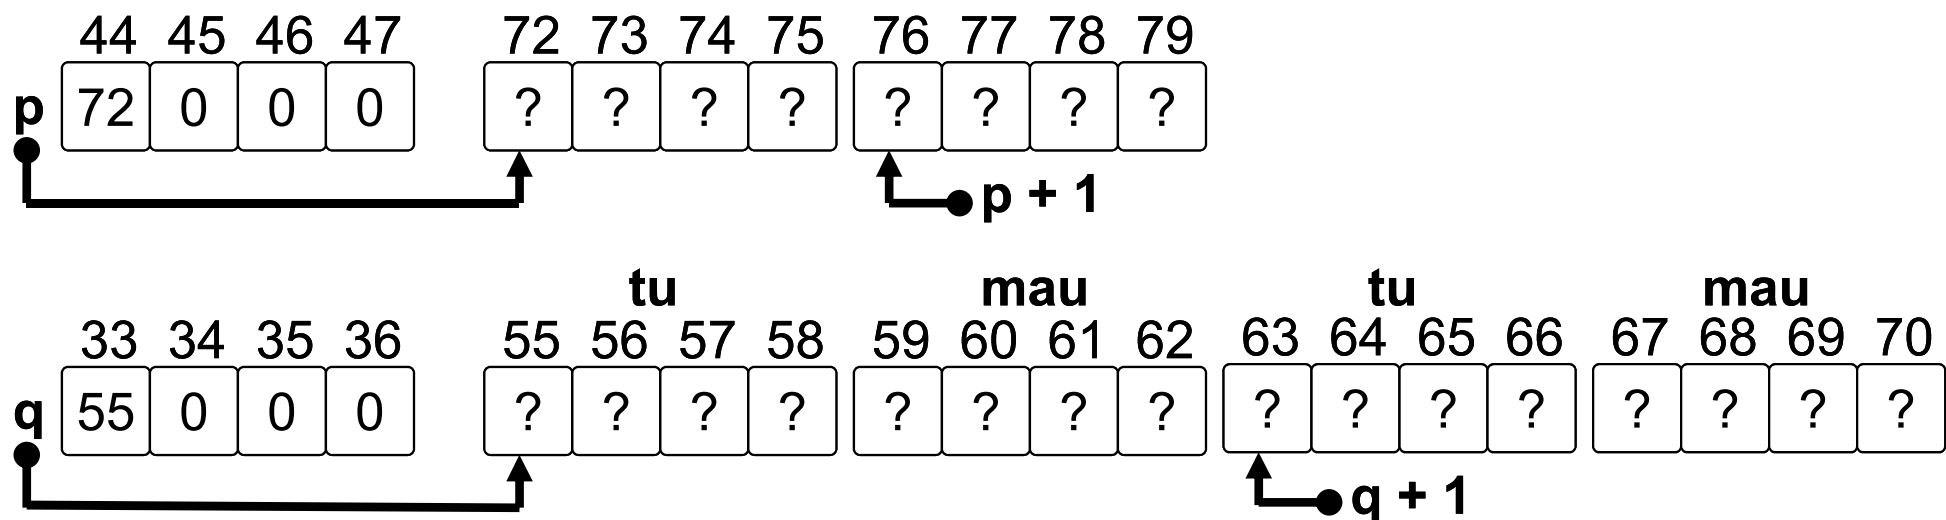 44 45 46 47 72 73 74 75 76 77 78 79
p 72 0 0 0 ? ? ? ? ? ? ? ?
p + 1
tu mau tu mau
33 34 35 36 55 56 57 58 59 60 61 62 63 64 65 66 67 68 69 70
q 55 0 0 0 ? ? ? ? ? ? ? ? ? ? ? ? ? ? ? ?
q + 1